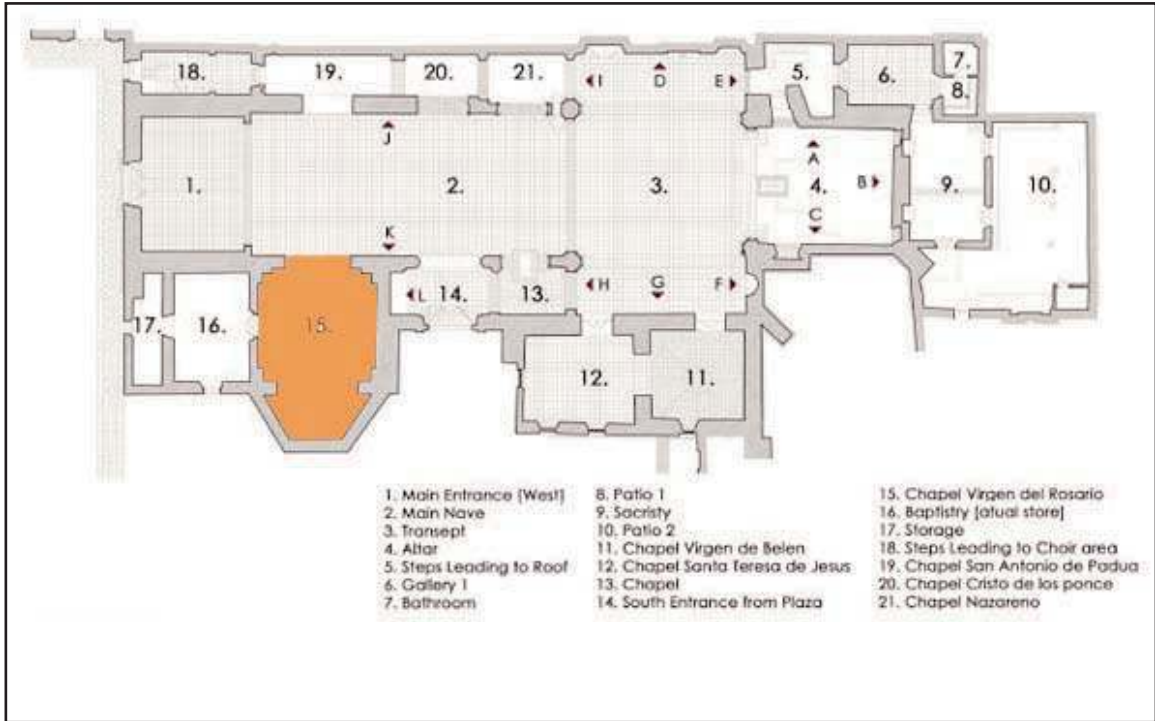 18.
19.
20.
21.
I
D
E
5.
6.
7.
8.
J
A
1.
2.
3.
4.
B
9.
10.
C
K
H
G
F
L
14.
13.
17.
16.
15.
12.
11.
1. Main Entrance (West)
2. Main Nave
3. Transept
4. Altar
5. Steps Leading to Roof
6. Gallery 1
7. Bathroom
8. Patio 1
9. Sacristy
10. Patio 2
11. Chapel Virgen de Belen
12. Chapel Santa Teresa de Jesus
13. Chapel
14. South Entrance from Plaza
15. Chapel Virgen del Rosario
16. Baptistry (atual store)
17. Storage
18. Steps Leading to Choir area
19. Chapel San Antonio de Padua
20. Chapel Cristo de los ponce
21. Chapel Nazareno